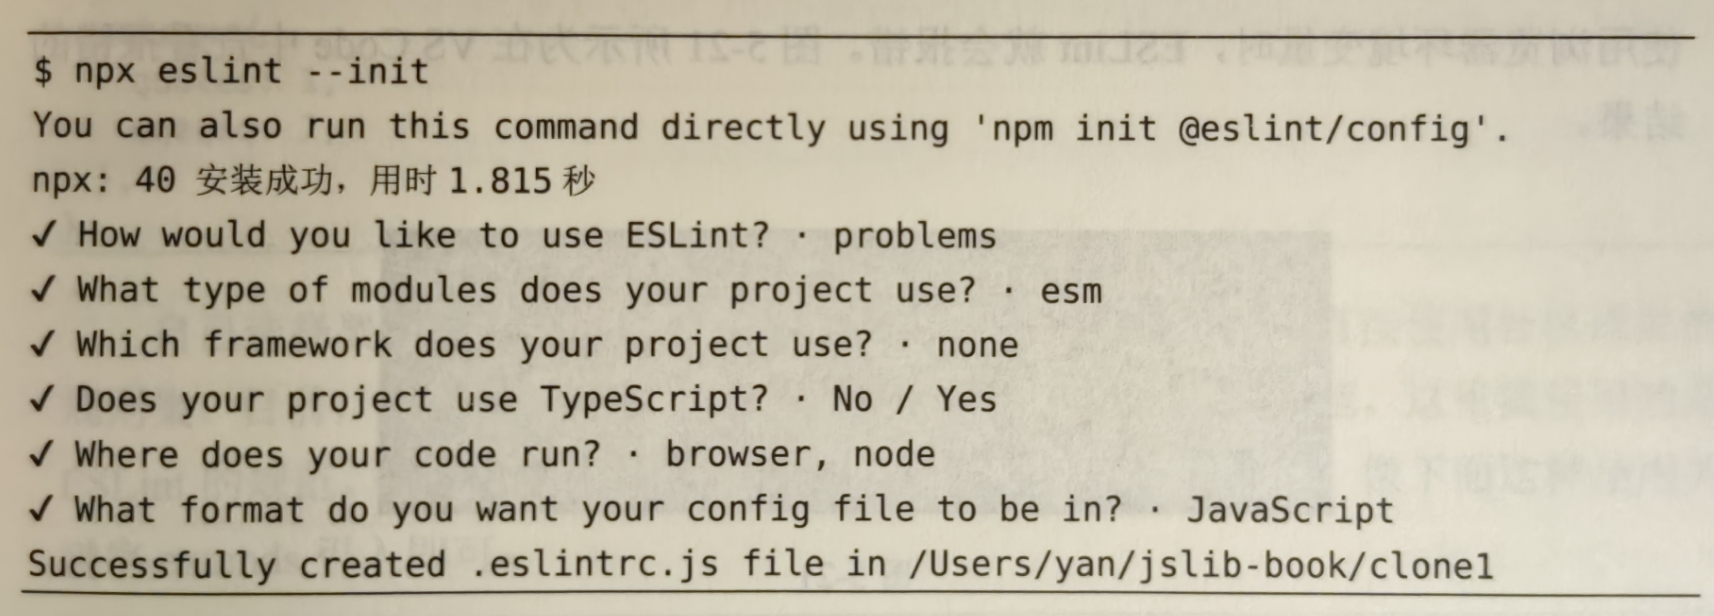 $ npx eslint --init
You can also run this command directly using 'npm init @eslint/config'.
npx: 40 安装成功，用时 1.815 秒
✓ How would you like to use ESLint? · problems
✓ What type of modules does your project use? · esm
✓ Which framework does your project use? · none
✓ Does your project use TypeScript? · No / Yes
✓ Where does your code run? · browser, node
✓ What format do you want your config file to be in? · JavaScript
Successfully created .eslintrc.js file in /Users/yan/jslib-book/clone1